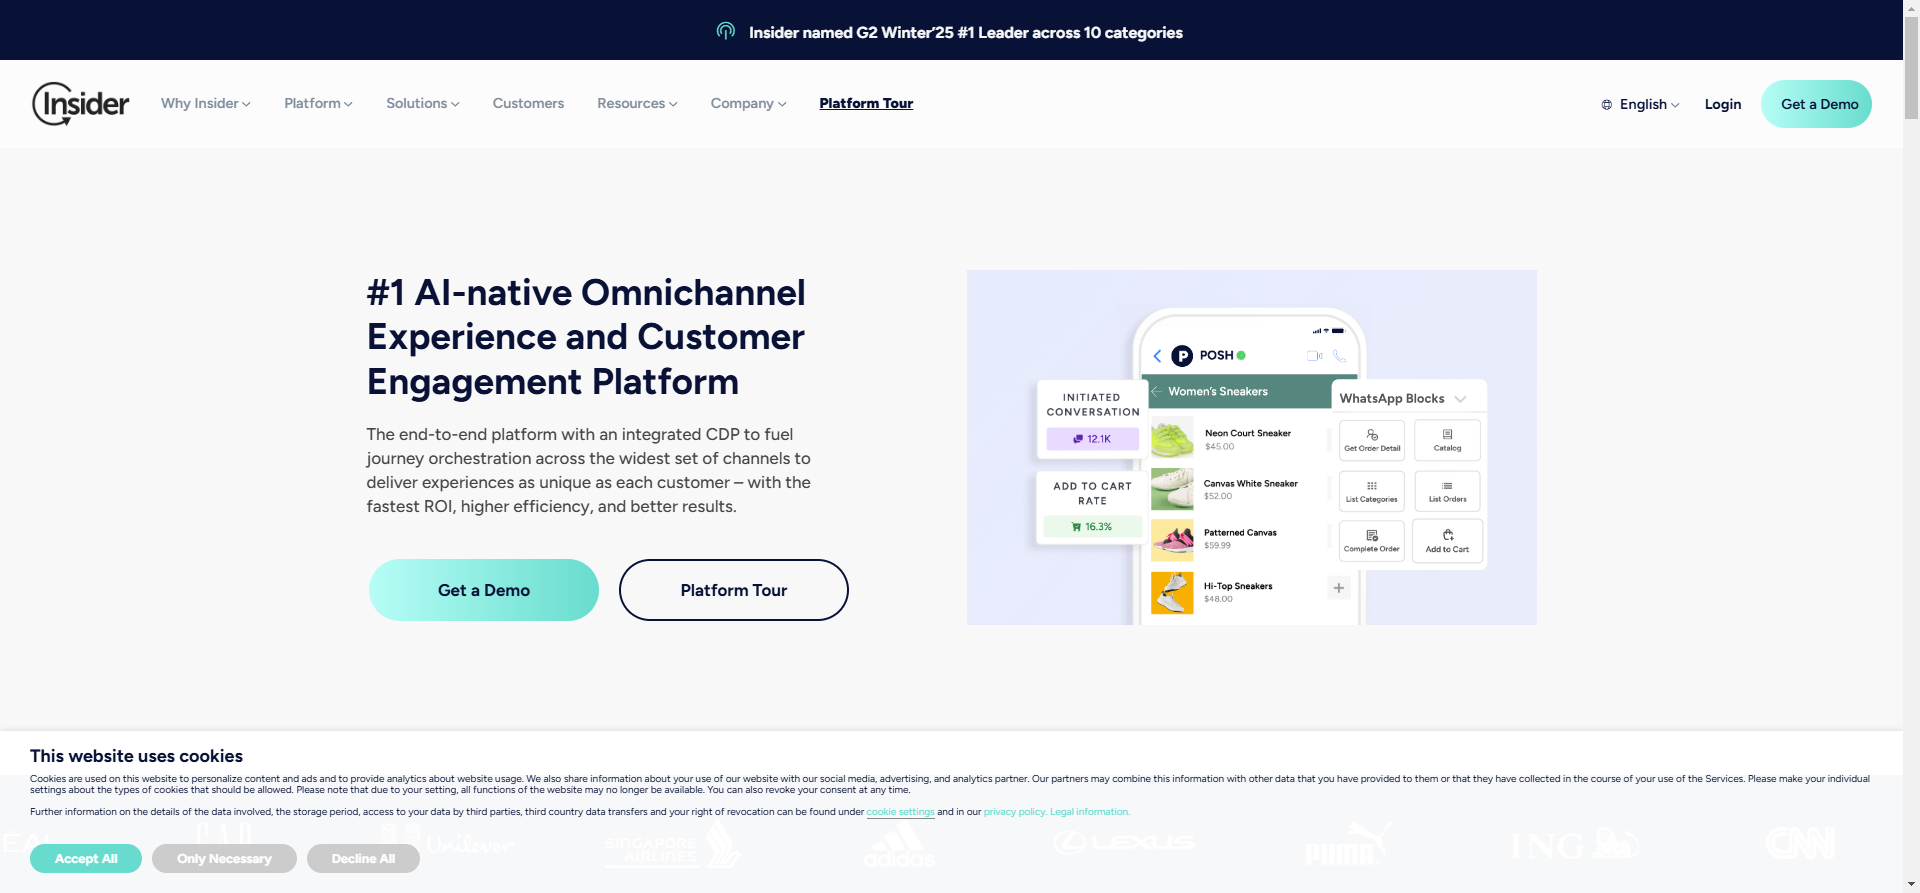 Insider named G2 Winter'25 #1 Leader across 10 categories
Insider
Why Insider
Platform
Solutions
Customers
Resources
Company
Platform Tour
English
Login
Get a Demo
#1 AI-native Omnichannel
Experience and Customer
Engagement Platform
The end-to-end platform with an integrated CDP to fuel
journey orchestration across the widest set of channels to
deliver experiences as unique as each customer – with the
fastest ROI, higher efficiency, and better results.
Get a Demo
Platform Tour
P POSH
Women's Sneakers
INITIATED
CONVERSATION
12.1K
ADD TO CART
RATE
16.3%
Neon Court Sneaker
$45.00
Canvas White Sneaker
$52.00
Patterned Canvas
$59.99
Hi-Top Sneakers
$48.00
WhatsApp Blocks
Get Order Detail
Catalog
List Categories
List Orders
Complete Order
Add to Cart
This website uses cookies
Cookies are used on this website to personalize content and ads and to provide analytics about website usage. We also share information about your use of our website with our social media, advertising, and analytics partner. Our partners may combine this information with other data that you have provided to them or that they have collected in the course of your use of the Services. Please make your individual
settings about the types of cookies that should be allowed. Please note that due to your setting, all functions of the website may no longer be available. You can also revoke your consent at any time.
Further information on the details of the data involved, the storage period, access to your data by third parties, third country data transfers and your right of revocation can be found under cookie settings and in our privacy policy. Legal information.
Accept All
Only Necessary
Decline All
GAP
Unilever
SINGAPORE
AIRLINES
adidas
LEXUS
PUMA
ING
CNN